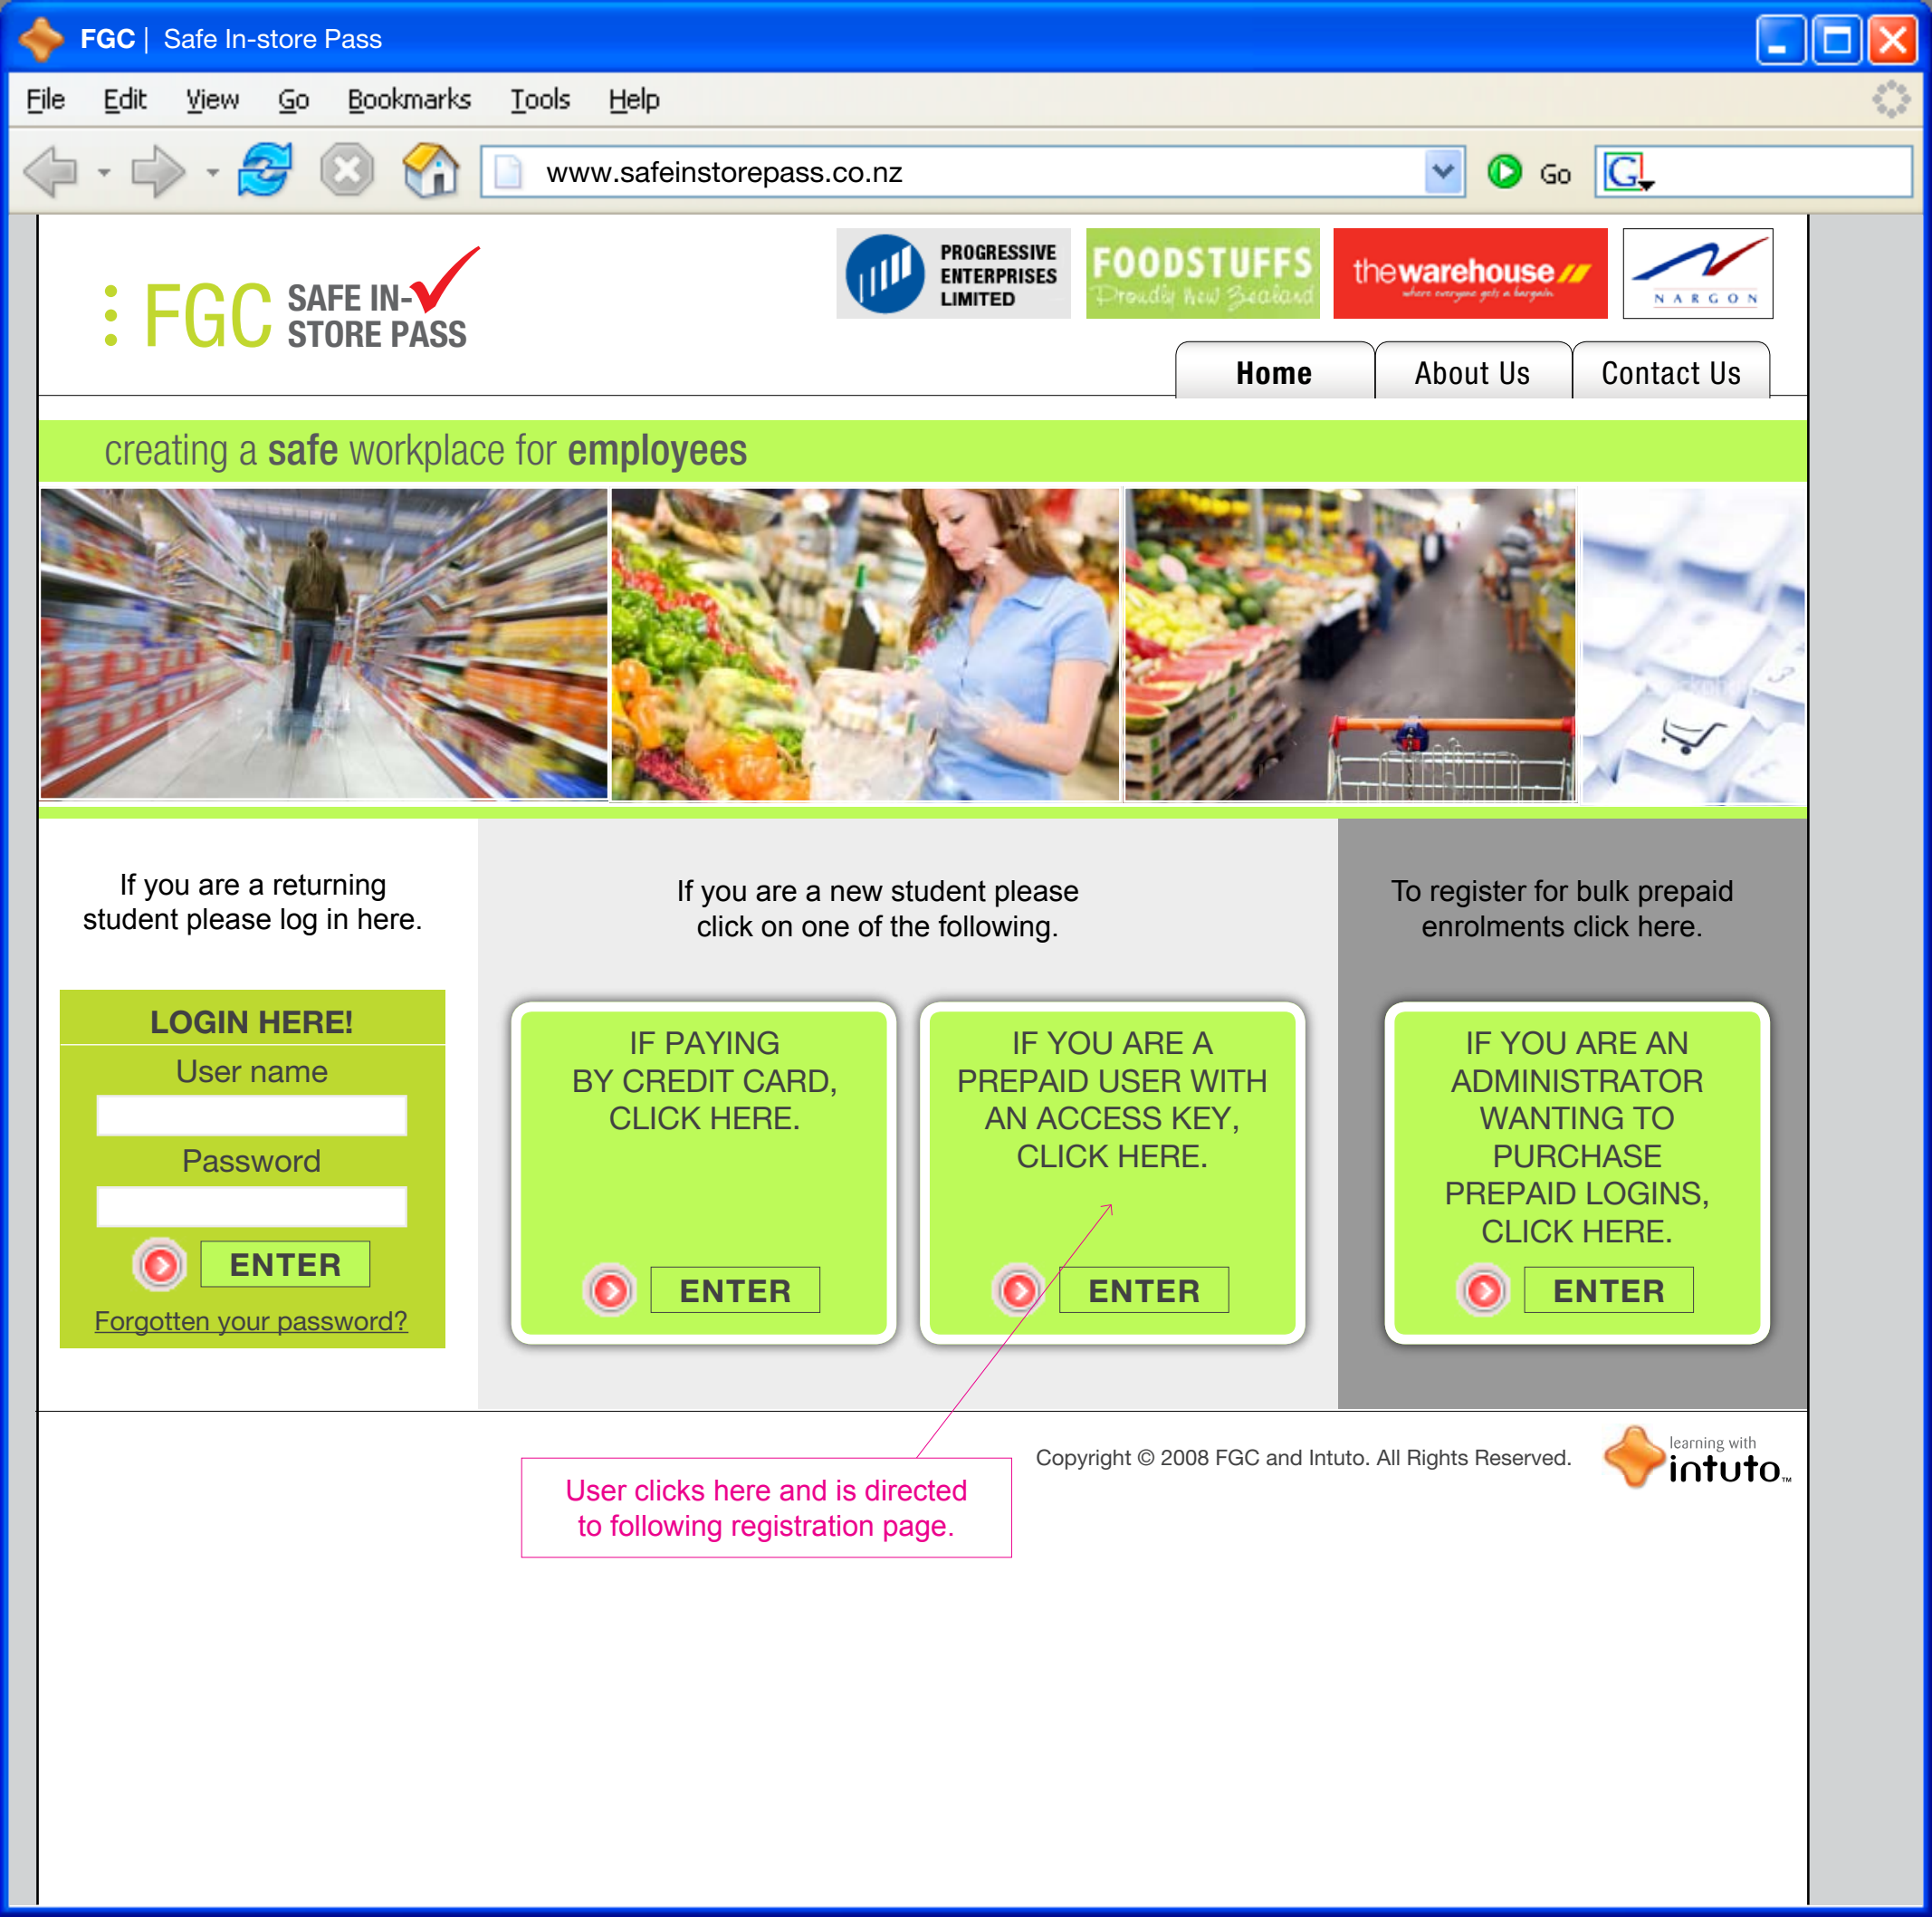 FGC | Safe In-store Pass
File Edit View Go Bookmarks Tools Help
www.safeinstorepass.co.nz
Go
G
FGC SAFE IN-
STORE PASS
PROGRESSIVE
ENTERPRISES
LIMITED
FOODSTUFFS
Proudly New Zealand
thewarehouse
where everyone gets a bargain
NARGON
Home About Us Contact Us
creating a safe workplace for employees
If you are a returning
student please log in here.
LOGIN HERE!
User name
Password
ENTER
Forgotten your password?
If you are a new student please
click on one of the following.
IF PAYING
BY CREDIT CARD,
CLICK HERE.
ENTER
IF YOU ARE A
PREPAID USER WITH
AN ACCESS KEY,
CLICK HERE.
ENTER
To register for bulk prepaid
enrolments click here.
IF YOU ARE AN
ADMINISTRATOR
WANTING TO
PURCHASE
PREPAID LOGINS,
CLICK HERE.
ENTER
User clicks here and is directed
to following registration page.
Copyright © 2008 FGC and Intuto. All Rights Reserved.
learning with
intuto™